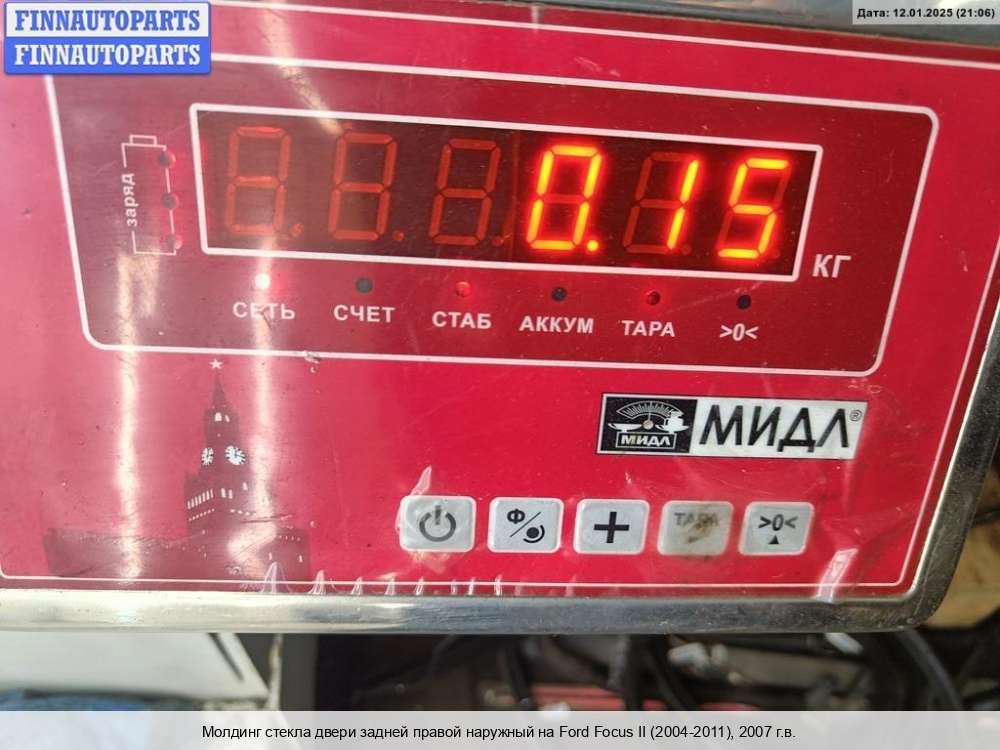 FINNAUTOPARTS
FINNAUTOPARTS
Дата: 12.01.2025 (21:06)
заряд
0.15
КГ
СЕТЬ СЧЕТ СТАБ АККУМ ТАРА >0<
МИДЛ МИДЛ®
Ф/ + ТАРА >0<
Молдинг стекла двери задней правой наружный на Ford Focus II (2004-2011), 2007 г.в.